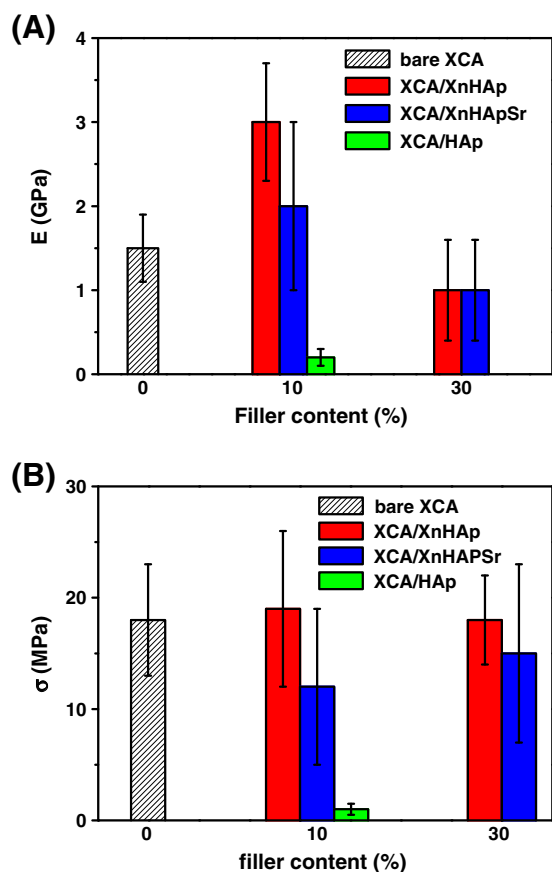 (A)
4
3
2
1
0
E (GPa)
bare XCA
XCA/XnHAp
XCA/XnHApSr
XCA/HAp
0 10 30
Filler content (%)
(B)
30
20
10
0
σ (MPa)
bare XCA
XCA/XnHAp
XCA/XnHAPSr
XCA/HAp
0 10 30
filler content (%)